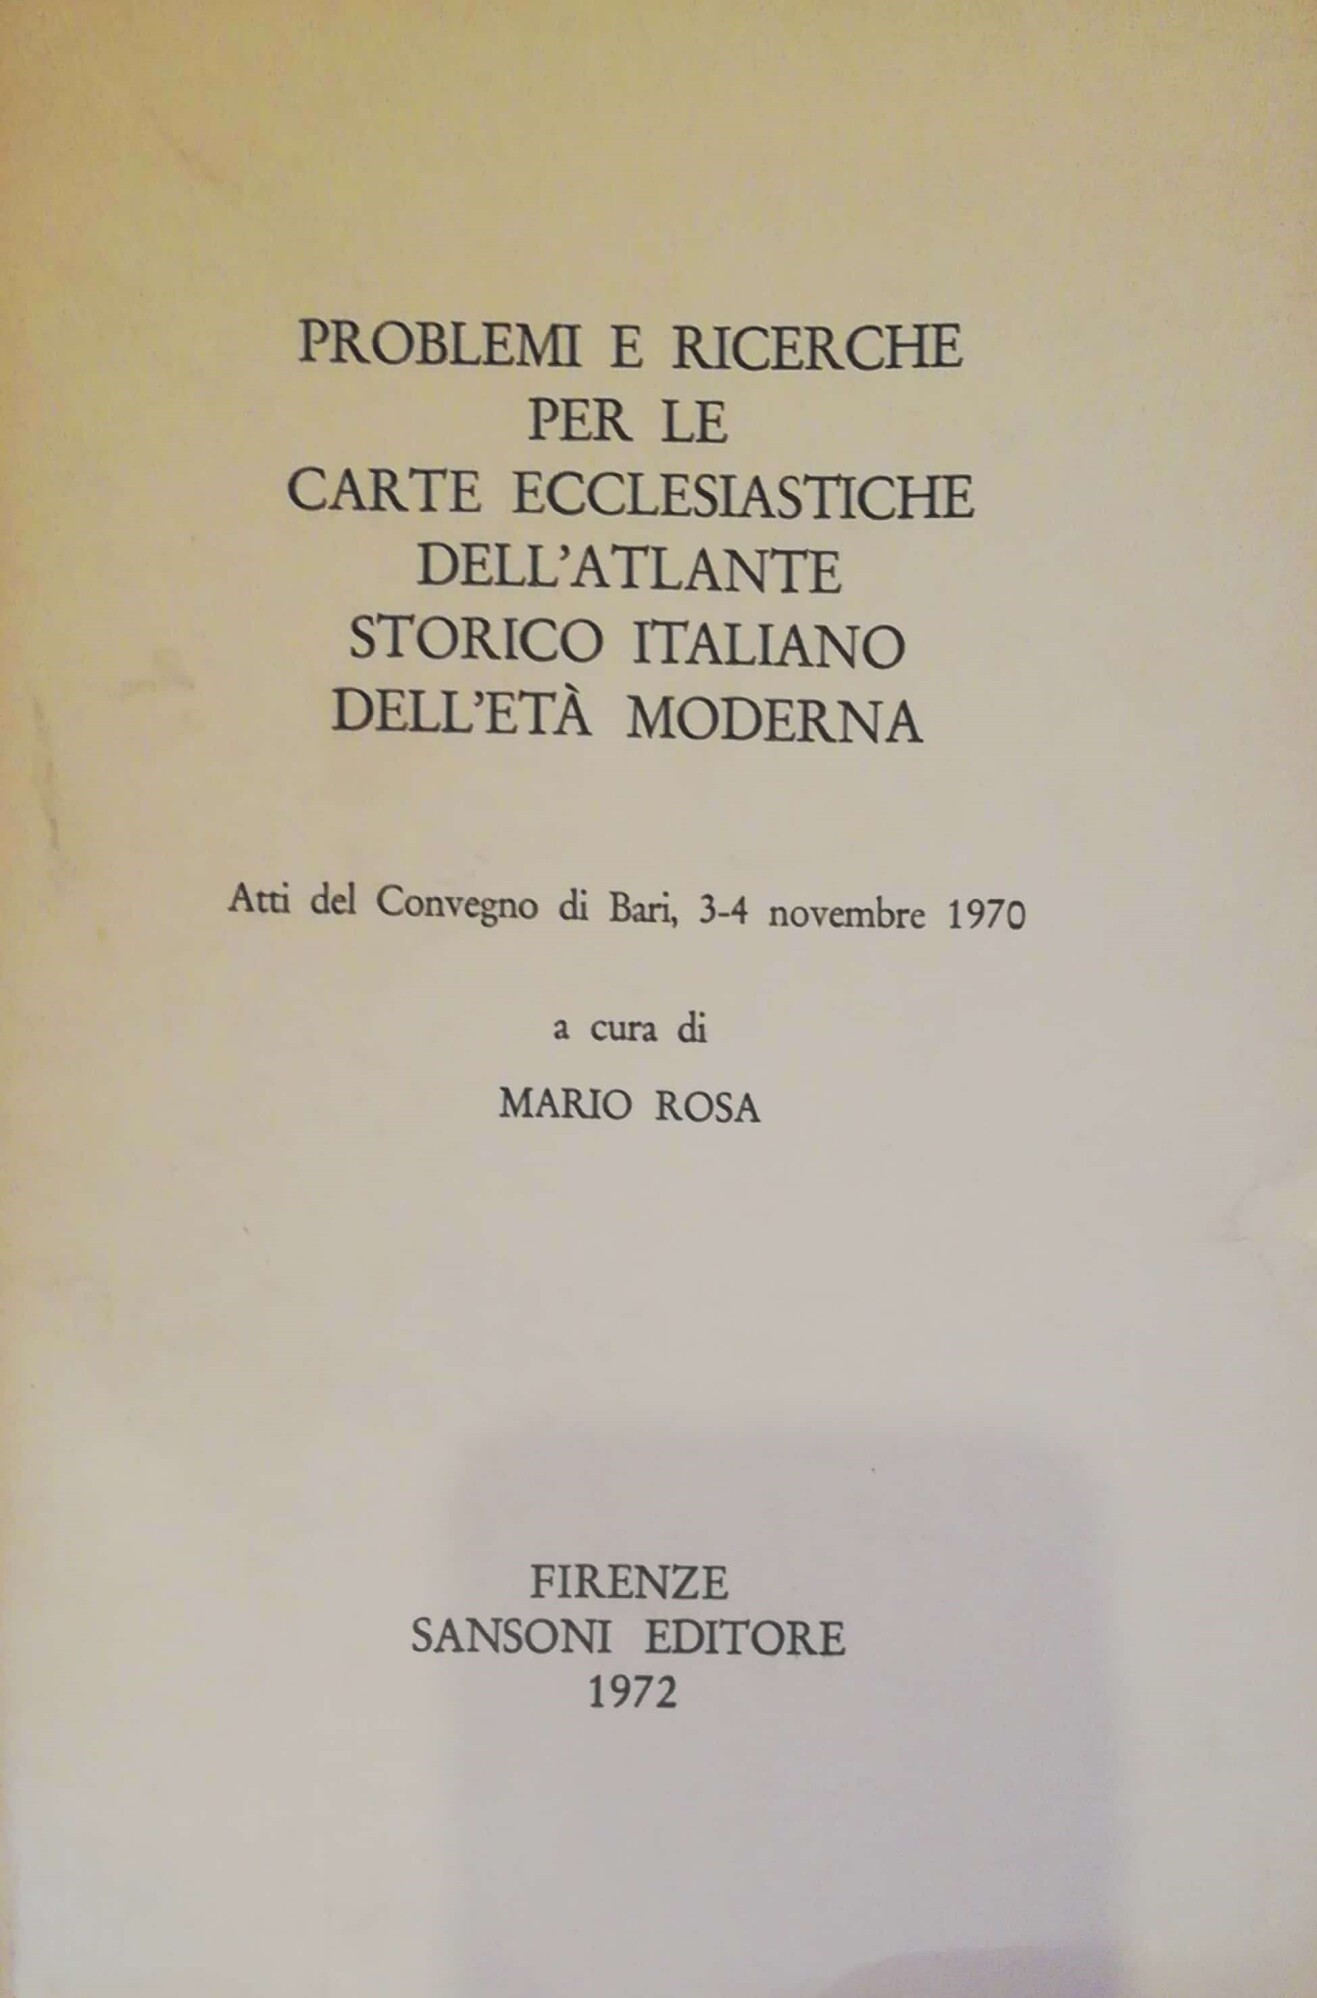 PROBLEMI E RICERCHE
PER LE
CARTE ECCLESIASTICHE
DELL'ATLANTE
STORICO ITALIANO
DELL'ETÀ MODERNA
Atti del Convegno di Bari, 3-4 novembre 1970
a cura di
MARIO ROSA
FIRENZE
SANSONI EDITORE
1972